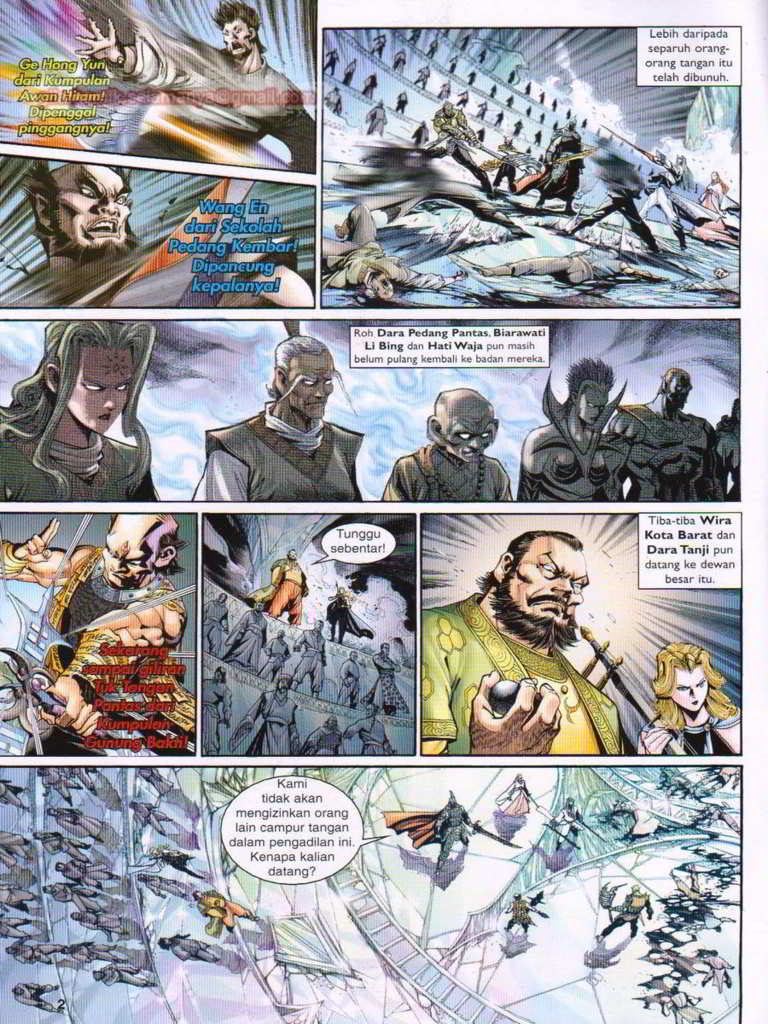 Ge Hong Yun
dari Kumpulan
Awan Hitam!
Dipenggal
pinggangnya!
Lebih daripada
separuh orang-
orang tangan itu
telah dibunuh.
Wang En
dari Sekolah
Pedang Kembar!
Dipancung
kepalanya!
Roh Dara Pedang Pantas, Biarawati
Li Bing dan Hati Waja pun masih
belum pulang kembali ke badan mereka.
Sekarang
sampai giliran
Tuk Tangan
Pantas dari
Kumpulan
Gunung Bakti!
Tunggu
sebentar!
Tiba-tiba Wira
Kota Barat dan
Dara Tanji pun
datang ke dewan
besar itu.
Kami
tidak akan
mengizinkan orang
lain campur tangan
dalam pengadilan ini.
Kenapa kalian
datang?
2